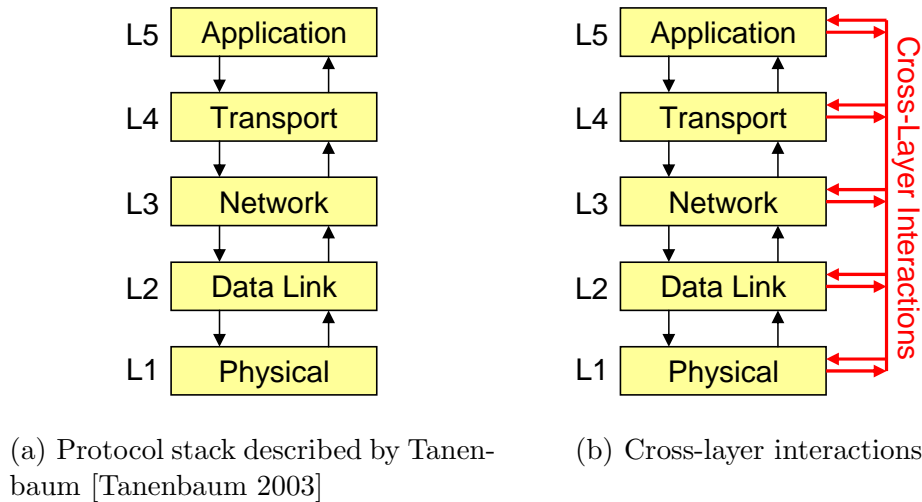 L5 Application
L4 Transport
L3 Network
L2 Data Link
L1 Physical
(a) Protocol stack described by Tanen-
baum [Tanenbaum 2003]
L5 Application
L4 Transport
L3 Network
L2 Data Link
L1 Physical
Cross-Layer Interactions
(b) Cross-layer interactions